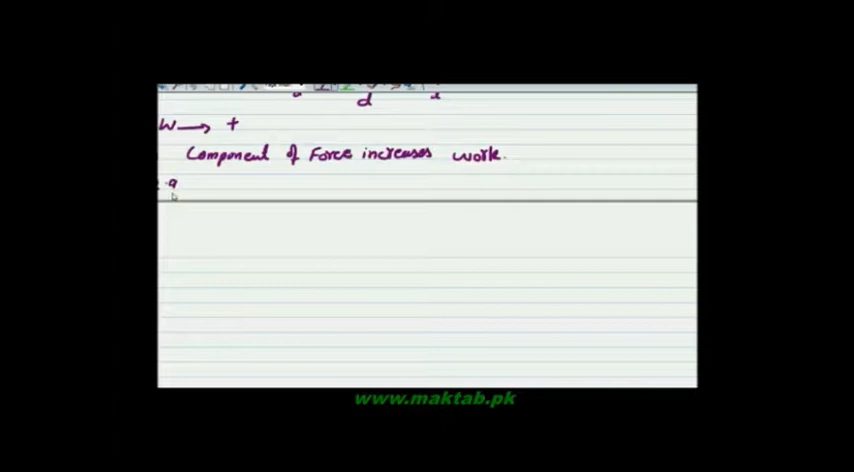 d
W → +
Component of Force increases work.
www.maktab.pk